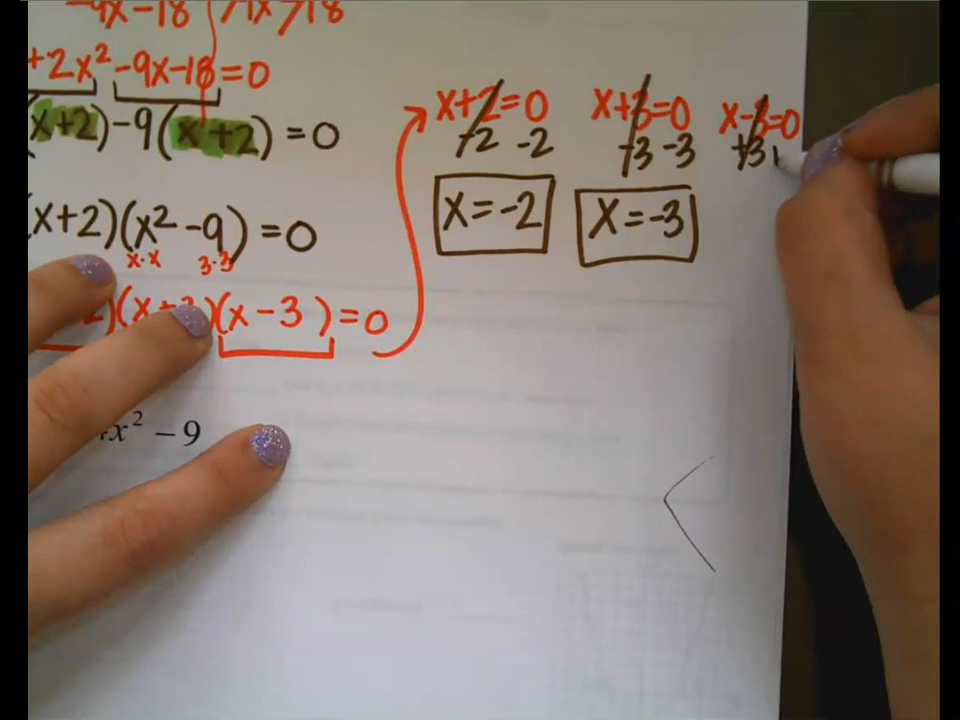 -9x-18
+2x²-9x-18=0
(x+2)-9(x+2)=0
(x+2)(x²-9)=0
x·x 3·3
)(x+3)(x-3)=0
x² - 9
x+2=0
-2 -2
x=-2
x+3=0
-3 -3
x=-3
x-3=0
+3